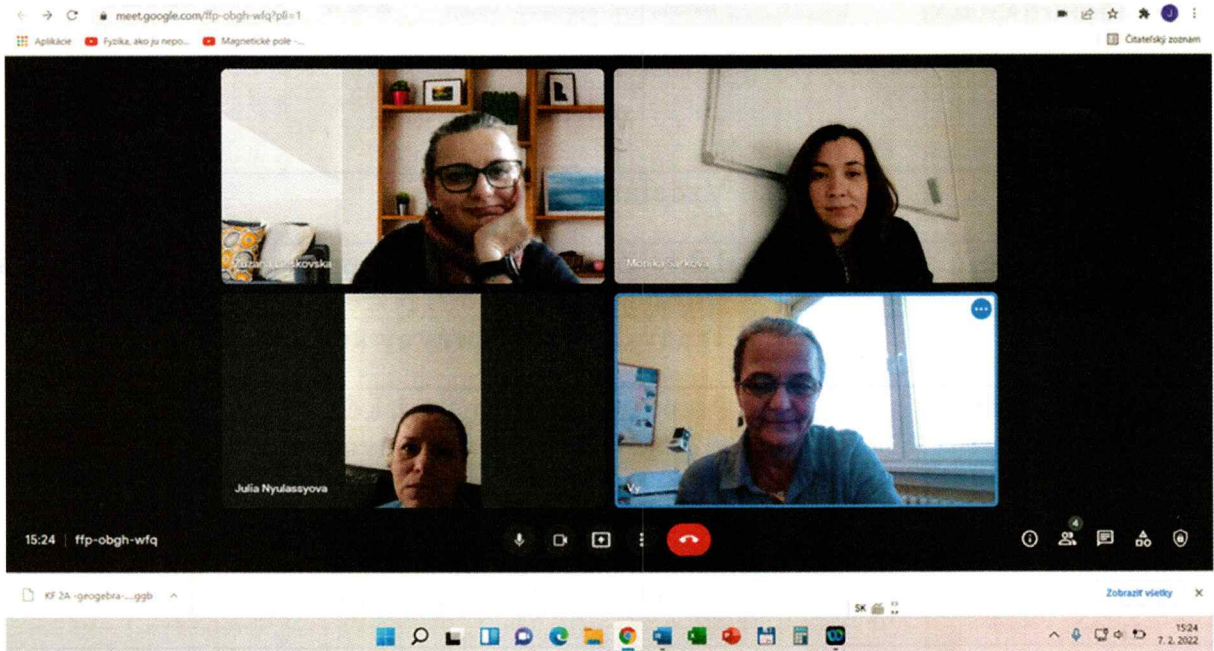 meet.google.com/ffp-obgh-wfq?pli=1
J
Aplikácie
Fyzika, ako ju nepo...
Magnetické pole -...
Čitateľský zoznam
Zuzana
Monika Sarkova
Julia Nyulassyova
Vy
15:24 | ffp-obgh-wfq
4
KF 2A -geogebra-....ggb
Zobraziť všetky
SK
15:24
7. 2. 2022